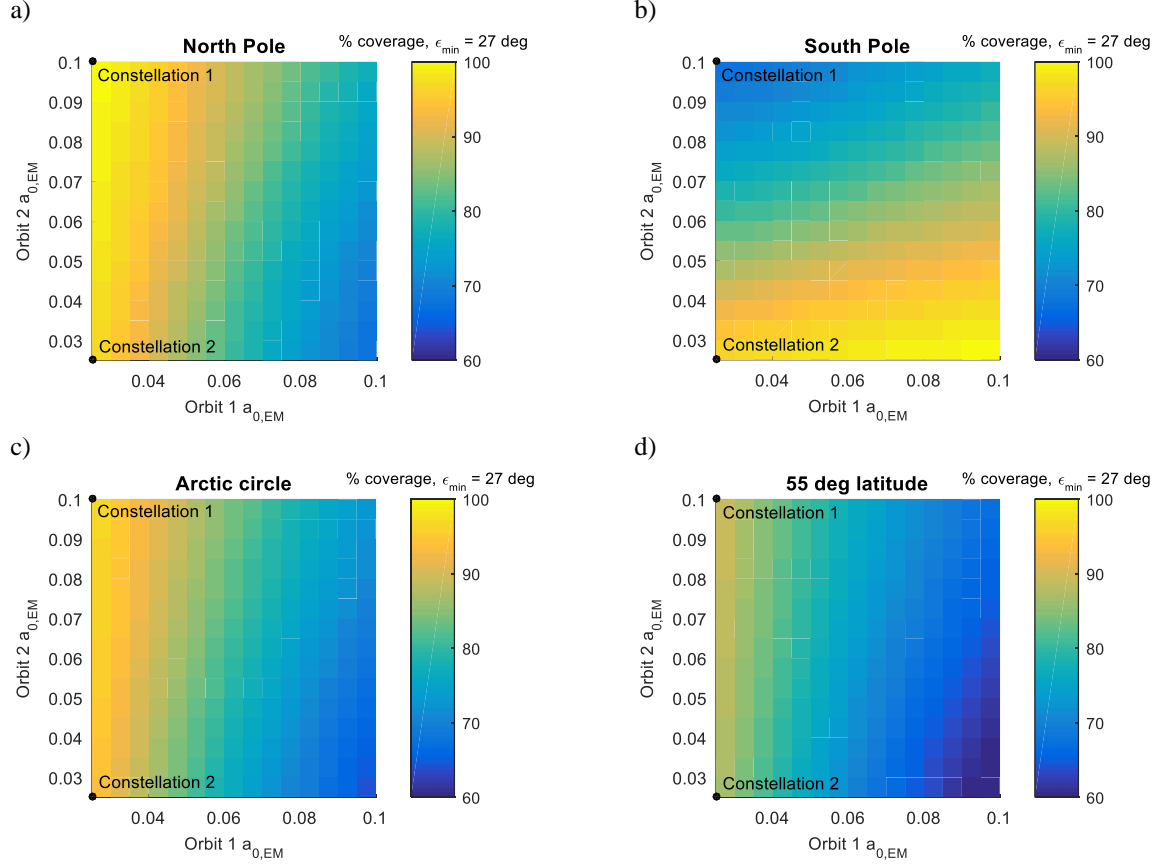 a)
North Pole
% coverage, ϵmin = 27 deg
Constellation 1
Constellation 2
0.1
0.09
0.08
0.07
0.06
0.05
0.04
0.03
Orbit 2 a0,EM
0.04 0.06 0.08 0.1
Orbit 1 a0,EM
100
90
80
70
60
b)
South Pole
% coverage, ϵmin = 27 deg
Constellation 1
Constellation 2
0.1
0.09
0.08
0.07
0.06
0.05
0.04
0.03
Orbit 2 a0,EM
0.04 0.06 0.08 0.1
Orbit 1 a0,EM
100
90
80
70
60
c)
Arctic circle
% coverage, ϵmin = 27 deg
Constellation 1
Constellation 2
0.1
0.09
0.08
0.07
0.06
0.05
0.04
0.03
Orbit 2 a0,EM
0.04 0.06 0.08 0.1
Orbit 1 a0,EM
100
90
80
70
60
d)
55 deg latitude
% coverage, ϵmin = 27 deg
Constellation 1
Constellation 2
0.1
0.09
0.08
0.07
0.06
0.05
0.04
0.03
Orbit 2 a0,EM
0.04 0.06 0.08 0.1
Orbit 1 a0,EM
100
90
80
70
60